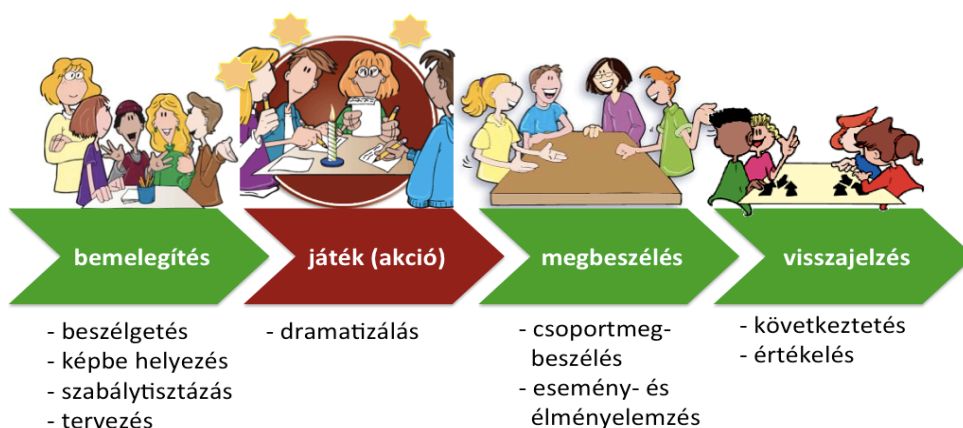 bemelegítés
játék (akció)
megbeszélés
visszajelzés
- beszélgetés
- képbe helyezés
- szabálytisztázás
- tervezés
- dramatizálás
- csoportmeg-
beszélés
- esemény- és
élményelemzés
- következtetés
- értékelés